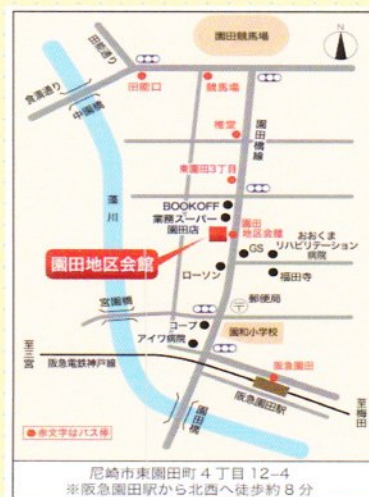 園田競馬場
N
田能通り
食満通り
中園橋
田能口
競馬場
椎堂
園田橋線
東園田3丁目
藻川
BOOKOFF
業務スーパー
園田店
園田
地区会館
おおくま
リハビリテーション
病院
GS
園田地区会館
ローソン
福田寺
宮園橋
〒郵便局
コープ
アイワ病院
園和小学校
至三宮
阪急電鉄神戸線
阪急園田
阪急園田駅
至梅田
園田橋
●赤文字はバス停
尼崎市東園田町4丁目12-4
※阪急園田駅から北西へ徒歩約8分